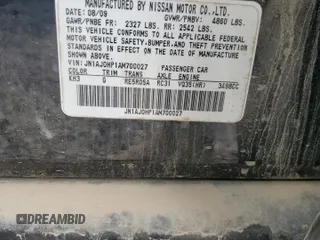 MANUFACTURED BY NISSAN MOTOR CO.,LTD.
DATE: 08/09 GVWR/PNBV: 4860 LBS.
GAWR/PNBE FR: 2327 LBS. RR: 2542 LBS.
THIS VEHICLE CONFORMS TO ALL APPLICABLE FEDERAL
MOTOR VEHICLE SAFETY, BUMPER, AND THEFT PREVENTION
STANDARDS IN EFFECT ON THE DATE OF MANUFACTURE
SHOWN ABOVE.
VIN: JN1AJ0HP1AM700027 PASSENGER CAR
COLOR TRIM TRANS AXLE ENGINE
KH3 G RE5R05A RC31 VQ35(HR) 3498CC
JN1AJ0HP1AM700027
DREAMBID